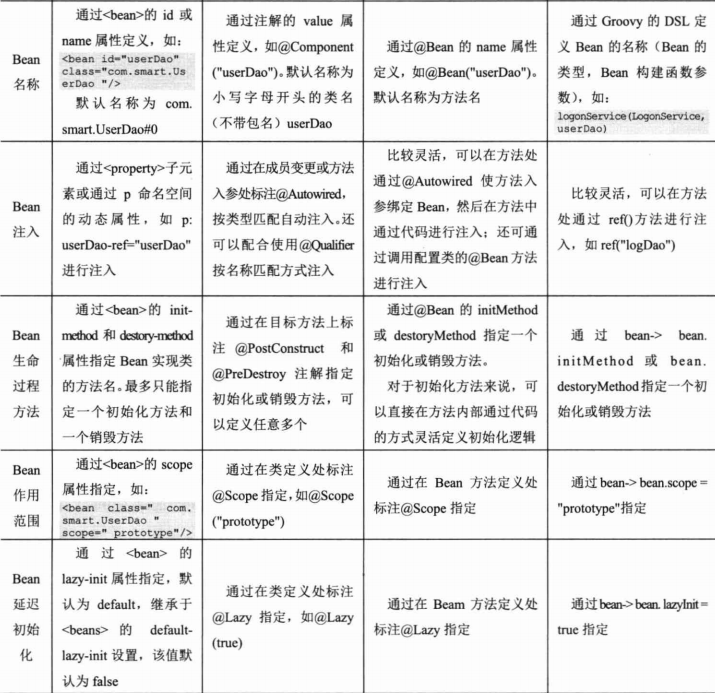 Bean
名称
通过<bean>的 id 或
name 属性定义，如：
<bean id="userDao"
class="com.smart.Us
erDao "/>
默认名称为 com.
smart.UserDao#0
通过注解的 value 属
性定义，如@Component
("userDao")。默认名称为
小写字母开头的类名
（不带包名）userDao
通过@Bean 的 name 属性
定义，如@Bean("userDao")。
默认名称为方法名
通过 Groovy 的 DSL 定
义 Bean 的名称（Bean 的
类型，Bean 构建函数参
数），如：
logonService(LogonService,
userDao)
Bean
注入
通过<property>子元
素或通过 p 命名空间
的动态属性，如 p:
userDao-ref="userDao"
进行注入
通过在成员变更或方法
入参处标注@Autowired，
按类型匹配自动注入。还
可以配合使用@Qualifier
按名称匹配方式注入
比较灵活，可以在方法处
通过@Autowired 使方法入
参绑定 Bean，然后在方法中
通过代码进行注入；还可通
过调用配置类的@Bean 方法
进行注入
比较灵活，可以在方法
处通过 ref()方法进行注
入，如 ref("logDao")
Bean
生命
过程
方法
通过<bean>的 init-
method 和 destory-method
属性指定 Bean 实现类
的方法名。最多只能指
定一个初始化方法和
一个销毁方法
通过在目标方法上标
注 @PostConstruct 和
@PreDestroy 注解指定
初始化或销毁方法，可
以定义任意多个
通过@Bean 的 initMethod
或 destoryMethod 指定一个
初始化或销毁方法。
对于初始化方法来说，可
以直接在方法内部通过代码
的方式灵活定义初始化逻辑
通过 bean-> bean.
initMethod 或 bean.
destoryMethod 指定一个初
始化或销毁方法
Bean
作用
范围
通过<bean>的 scope
属性指定，如：
<bean class=" com.
smart.UserDao "
scope=" prototype"/>
通过在类定义处标注
@Scope 指定，如@Scope
("prototype")
通过在 Bean 方法定义处
标注@Scope 指定
通过 bean-> bean.scope =
"prototype"指定
Bean
延迟
初始
化
通过 <bean> 的
lazy-init 属性指定，默
认为 default，继承于
<beans> 的 default-
lazy-init 设置，该值默
认为 false
通过在类定义处标注
@Lazy 指定，如@Lazy
(true)
通过在 Beam 方法定义处
标注@Lazy 指定
通过 bean-> bean. lazyInit =
true 指定